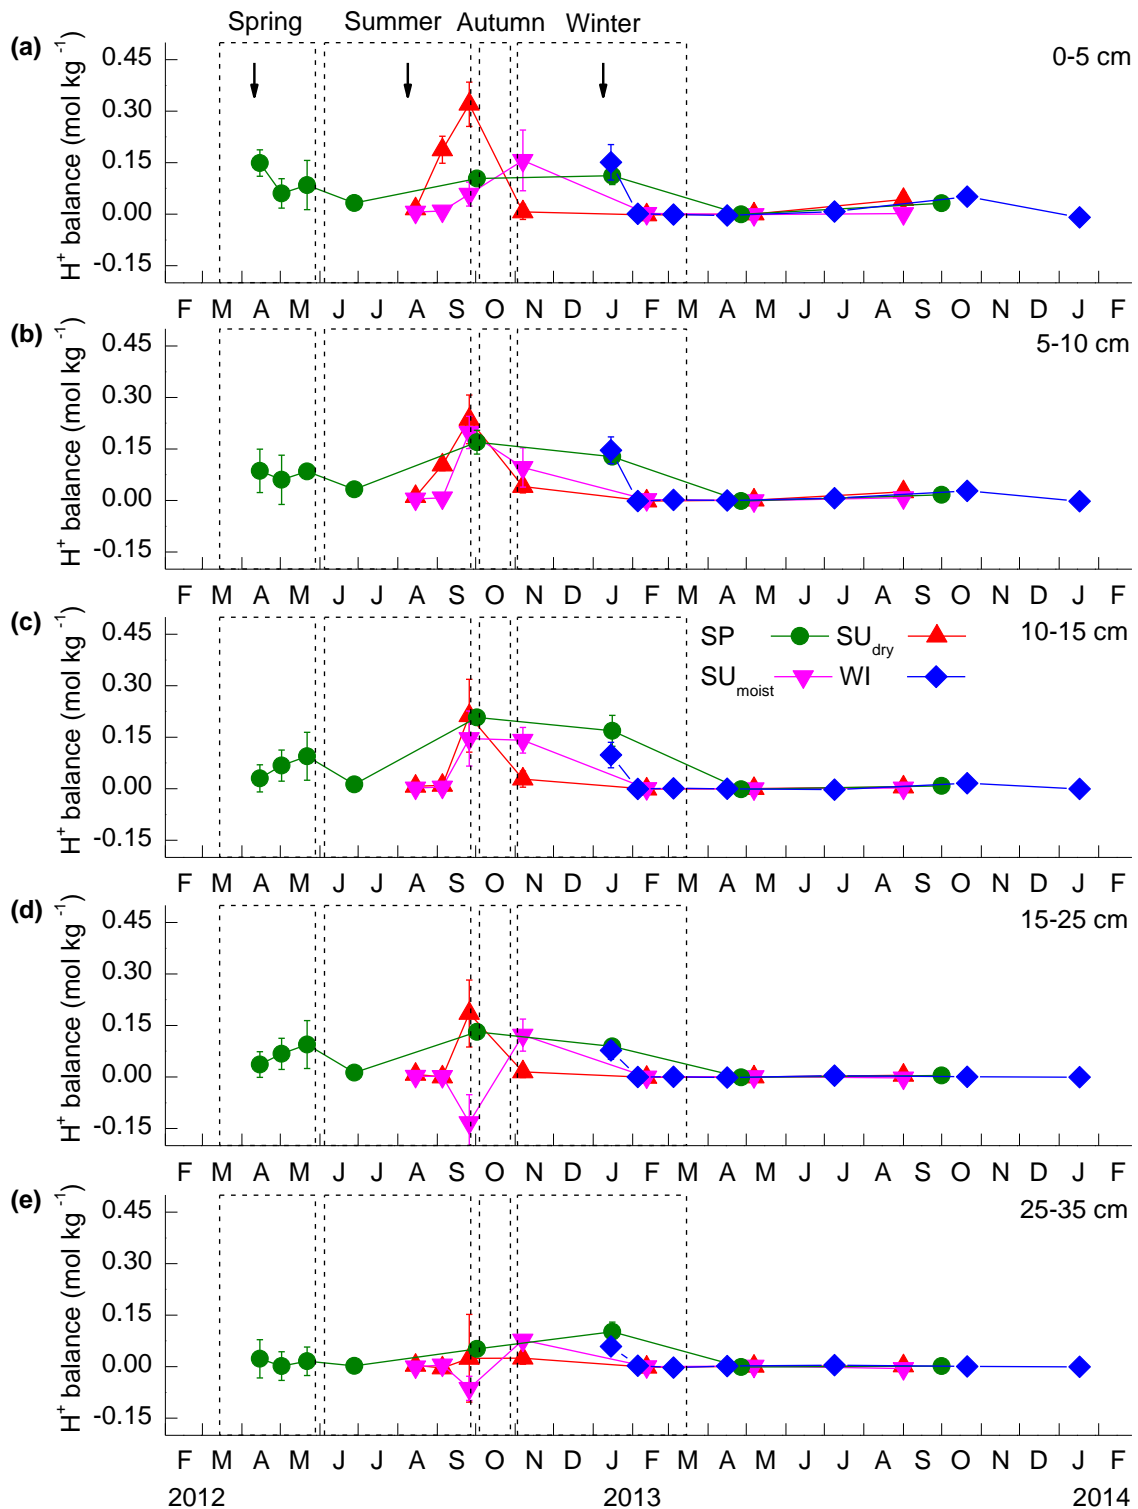 Spring Summer Autumn Winter
(a) 0-5 cm
H+ balance (mol kg -1)
0.45
0.30
0.15
0.00
-0.15
F M A M J J A S O N D J F M A M J J A S O N D J F
(b) 5-10 cm
H+ balance (mol kg -1)
0.45
0.30
0.15
0.00
-0.15
F M A M J J A S O N D J F M A M J J A S O N D J F
(c) 10-15 cm
H+ balance (mol kg -1)
0.45
0.30
0.15
0.00
-0.15
SP SUdry
SUmoist WI
F M A M J J A S O N D J F M A M J J A S O N D J F
(d) 15-25 cm
H+ balance (mol kg -1)
0.45
0.30
0.15
0.00
-0.15
F M A M J J A S O N D J F M A M J J A S O N D J F
(e) 25-35 cm
H+ balance (mol kg -1)
0.45
0.30
0.15
0.00
-0.15
F M A M J J A S O N D J F M A M J J A S O N D J F
2012 2013 2014